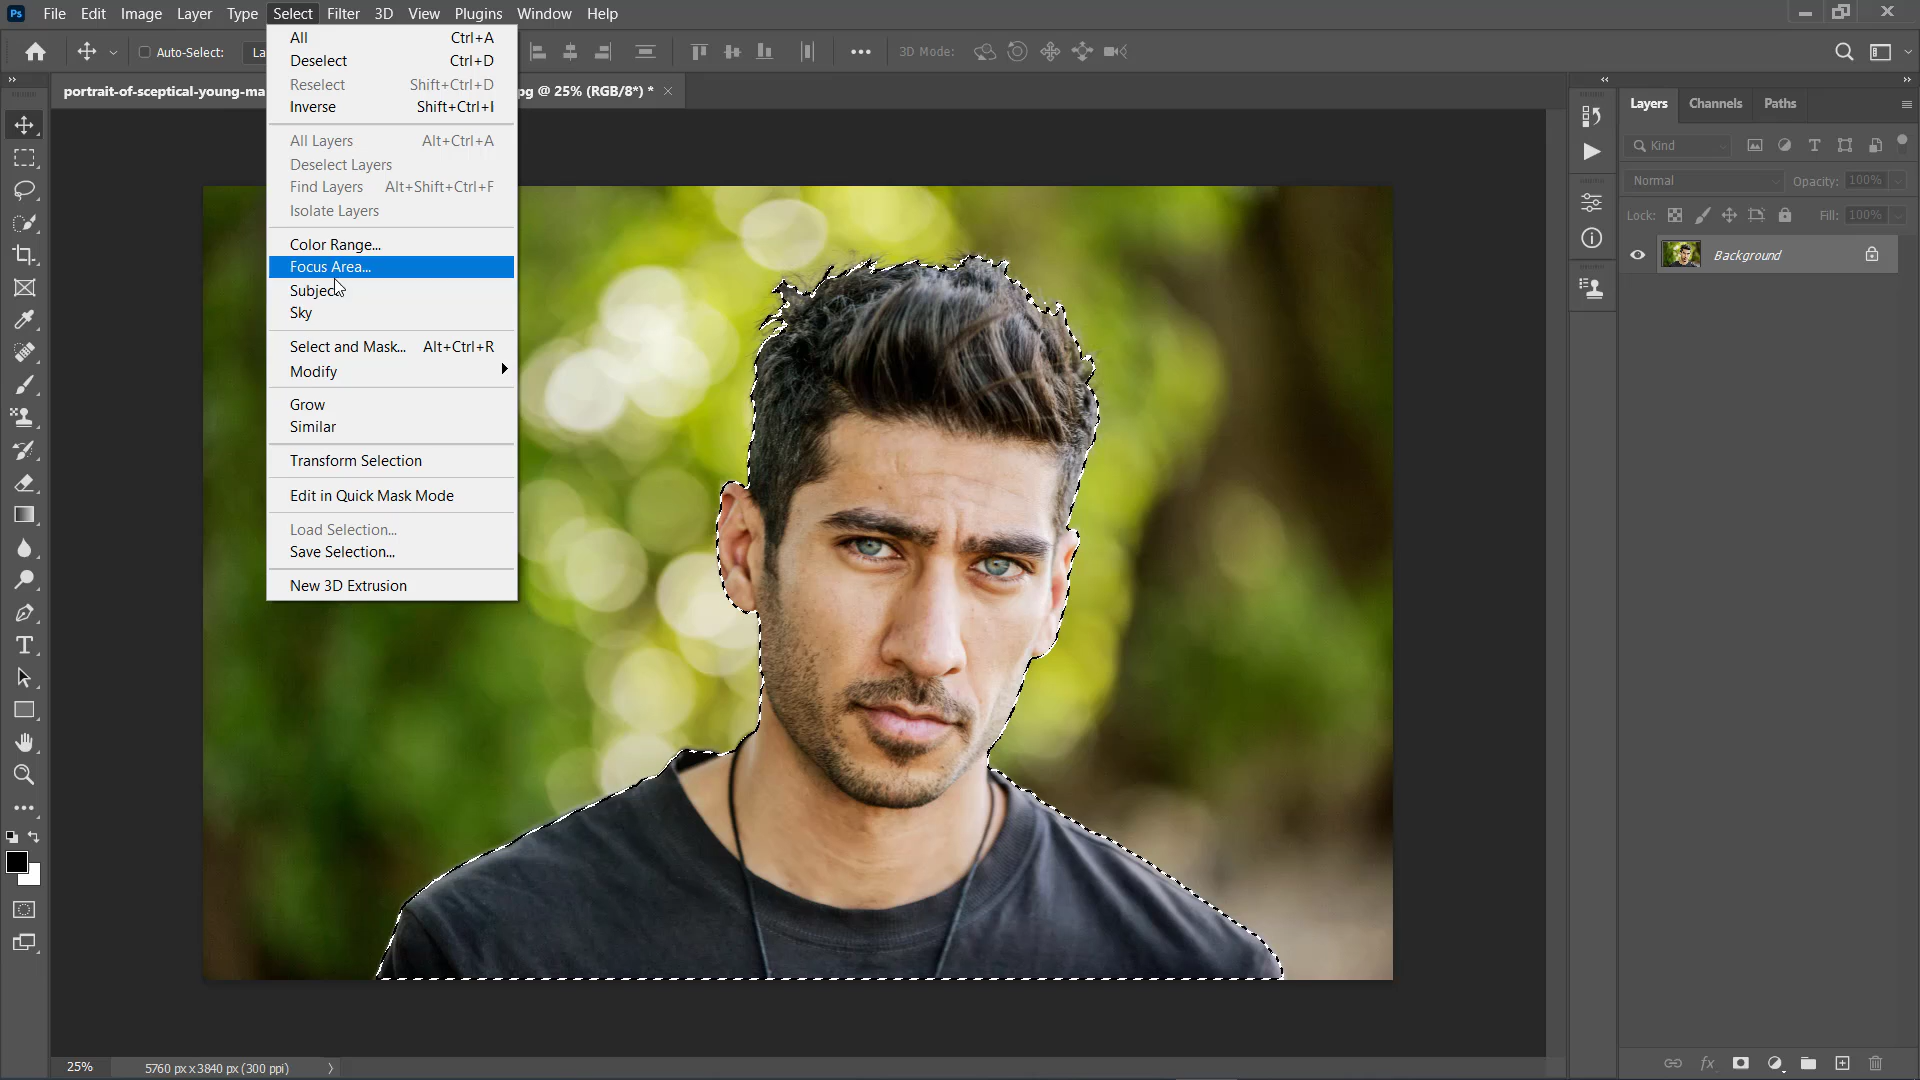 Ps File Edit Image Layer Type Select Filter 3D View Plugins Window Help
Auto-Select: La
3D Mode:
portrait-of-sceptical-young-ma pg @ 25% (RGB/8*) *
All Ctrl+A
Deselect Ctrl+D
Reselect Shift+Ctrl+D
Inverse Shift+Ctrl+I
All Layers Alt+Ctrl+A
Deselect Layers
Find Layers Alt+Shift+Ctrl+F
Isolate Layers
Color Range...
Focus Area...
Subject
Sky
Select and Mask... Alt+Ctrl+R
Modify
Grow
Similar
Transform Selection
Edit in Quick Mask Mode
Load Selection...
Save Selection...
New 3D Extrusion
Layers Channels Paths
Kind
Normal Opacity: 100%
Lock: Fill: 100%
Background
fx
25% 5760 px x 3840 px (300 ppi)